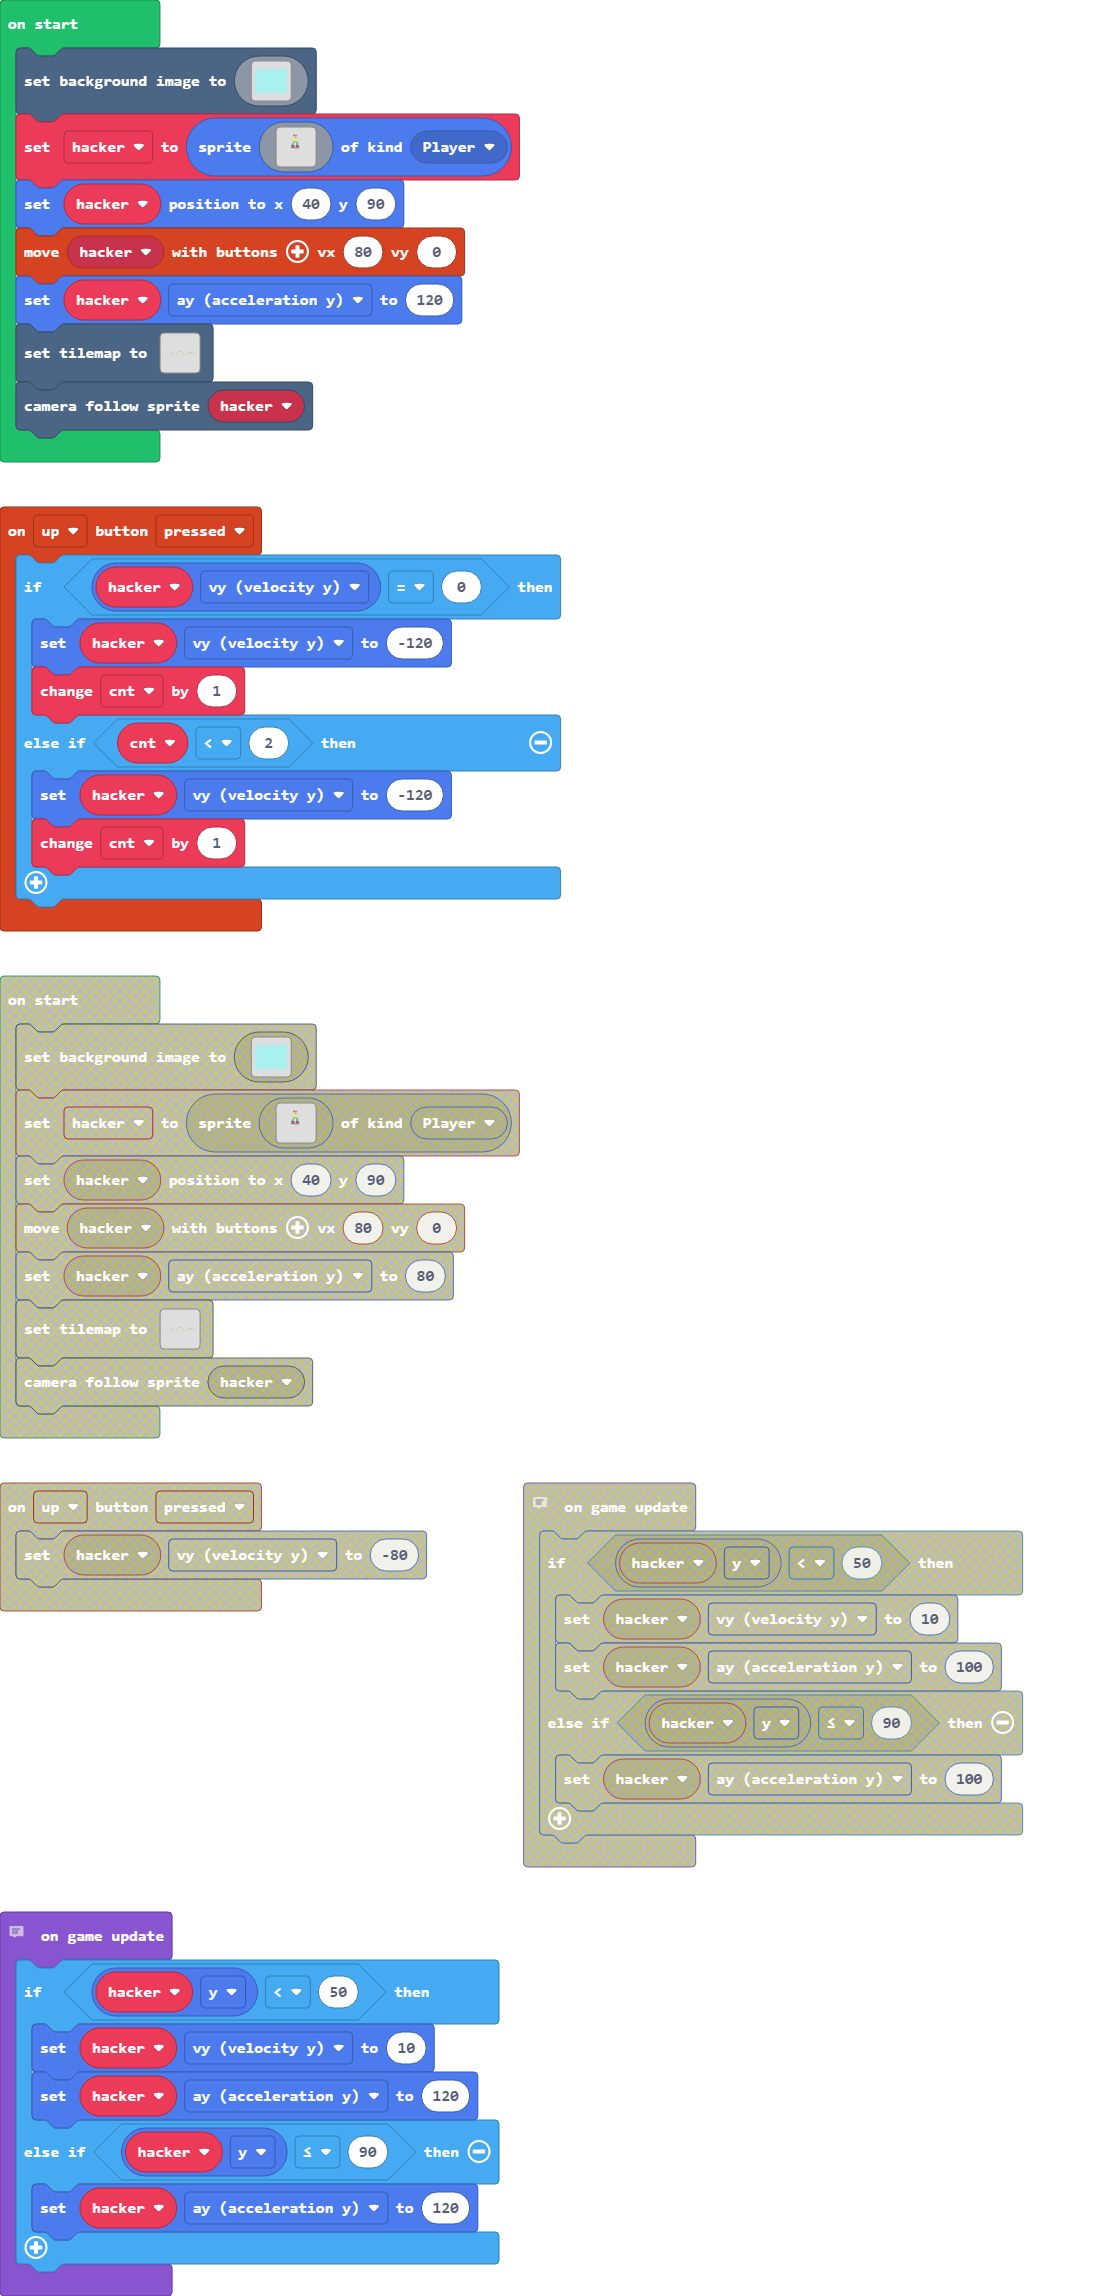 on start
set background image to
set hacker to sprite of kind Player
set hacker position to x 40 y 90
move hacker with buttons vx 80 vy 0
set hacker ay (acceleration y) to 120
set tilemap to
camera follow sprite hacker
on up button pressed
if hacker vy (velocity y) = 0 then
set hacker vy (velocity y) to -120
change cnt by 1
else if cnt < 2 then
set hacker vy (velocity y) to -120
change cnt by 1
on start
set background image to
set hacker to sprite of kind Player
set hacker position to x 40 y 90
move hacker with buttons vx 80 vy 0
set hacker ay (acceleration y) to 80
set tilemap to
camera follow sprite hacker
on up button pressed
set hacker vy (velocity y) to -80
on game update
if hacker y < 50 then
set hacker vy (velocity y) to 10
set hacker ay (acceleration y) to 100
else if hacker y ≤ 90 then
set hacker ay (acceleration y) to 100
on game update
if hacker y < 50 then
set hacker vy (velocity y) to 10
set hacker ay (acceleration y) to 120
else if hacker y ≤ 90 then
set hacker ay (acceleration y) to 120